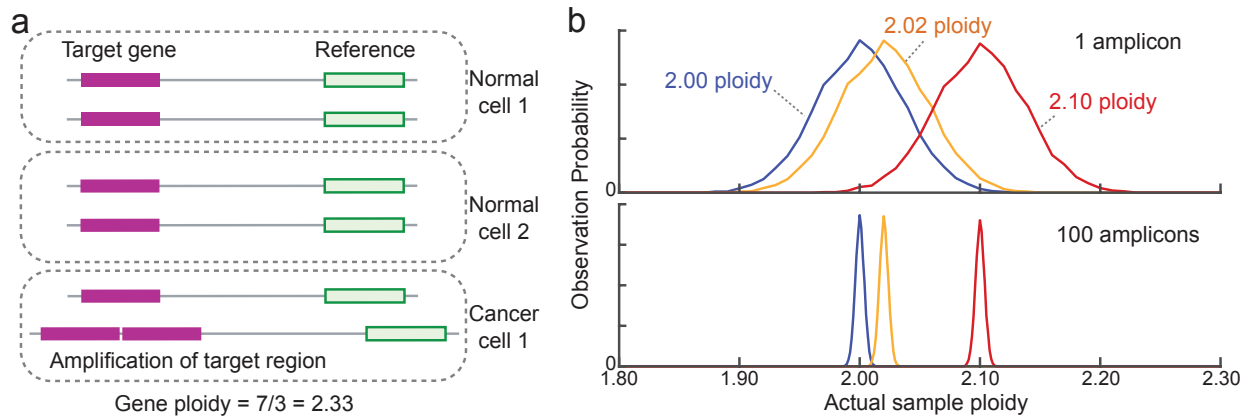 a
Target gene
Reference
Normal
cell 1
Normal
cell 2
Cancer
cell 1
Amplification of target region
Gene ploidy = 7/3 = 2.33
b
2.02 ploidy
1 amplicon
2.00 ploidy
2.10 ploidy
Observation Probability
0
100 amplicons
0
1.80
1.90
2.00
2.10
2.20
2.30
Actual sample ploidy